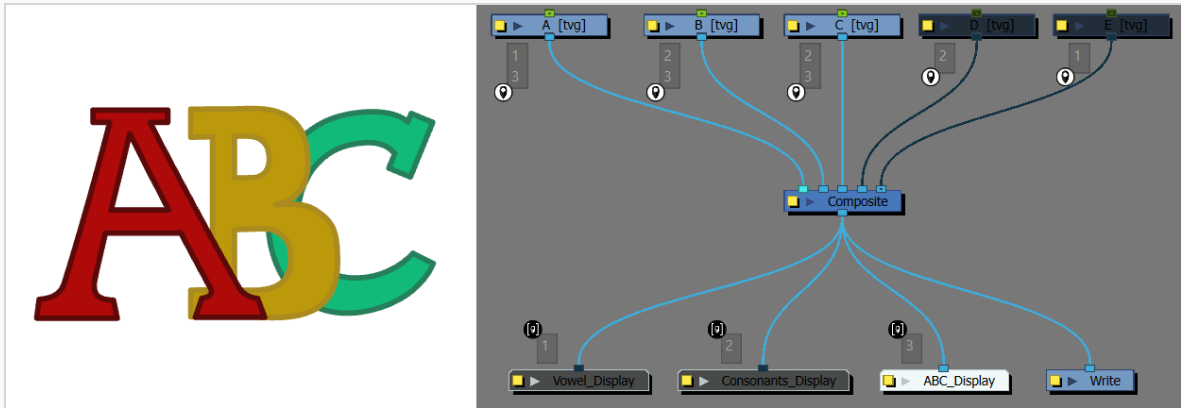 ABC
A [tvg] B [tvg] C [tvg] D [tvg] E [tvg]
1 2 2 2 1
3 3 3
Composite
1 2 3
Vowel_Display Consonants_Display ABC_Display Write